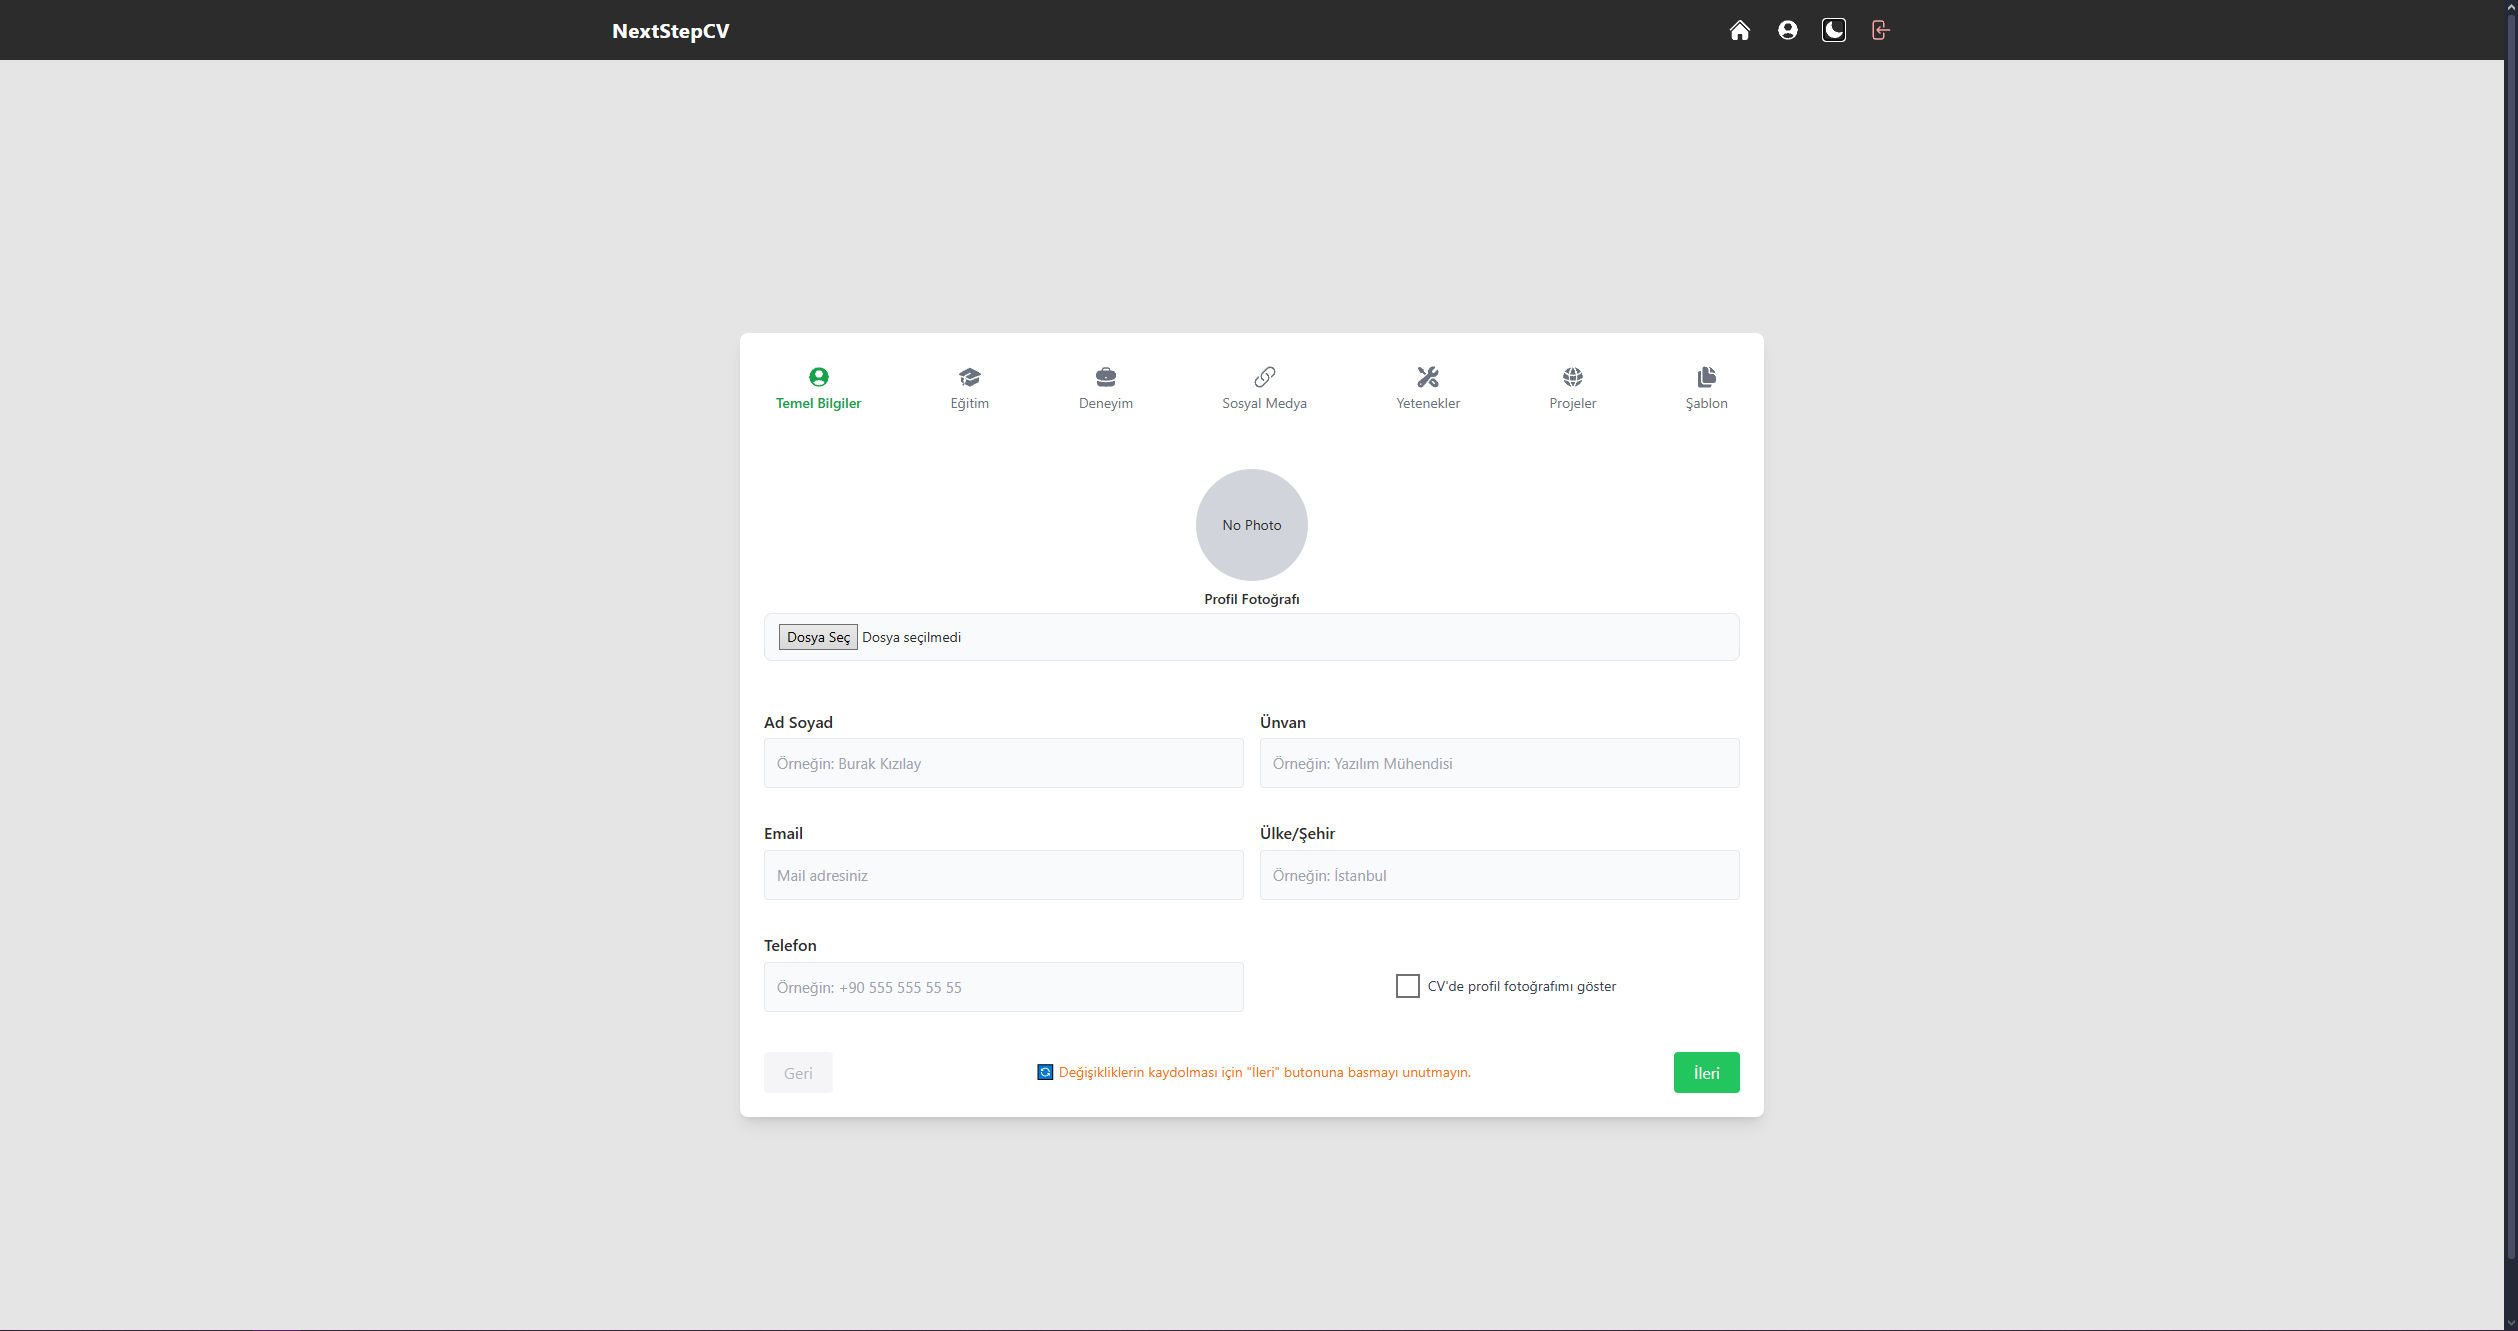 NextStepCV
Temel Bilgiler
Eğitim
Deneyim
Sosyal Medya
Yetenekler
Projeler
Şablon
No Photo
Profil Fotoğrafı
Dosya Seç Dosya seçilmedi
Ad Soyad
Ünvan
Örneğin: Burak Kızılay
Örneğin: Yazılım Mühendisi
Email
Ülke/Şehir
Mail adresiniz
Örneğin: İstanbul
Telefon
Örneğin: +90 555 555 55 55
CV'de profil fotoğrafımı göster
Geri
Değişikliklerin kaydolması için "İleri" butonuna basmayı unutmayın.
İleri